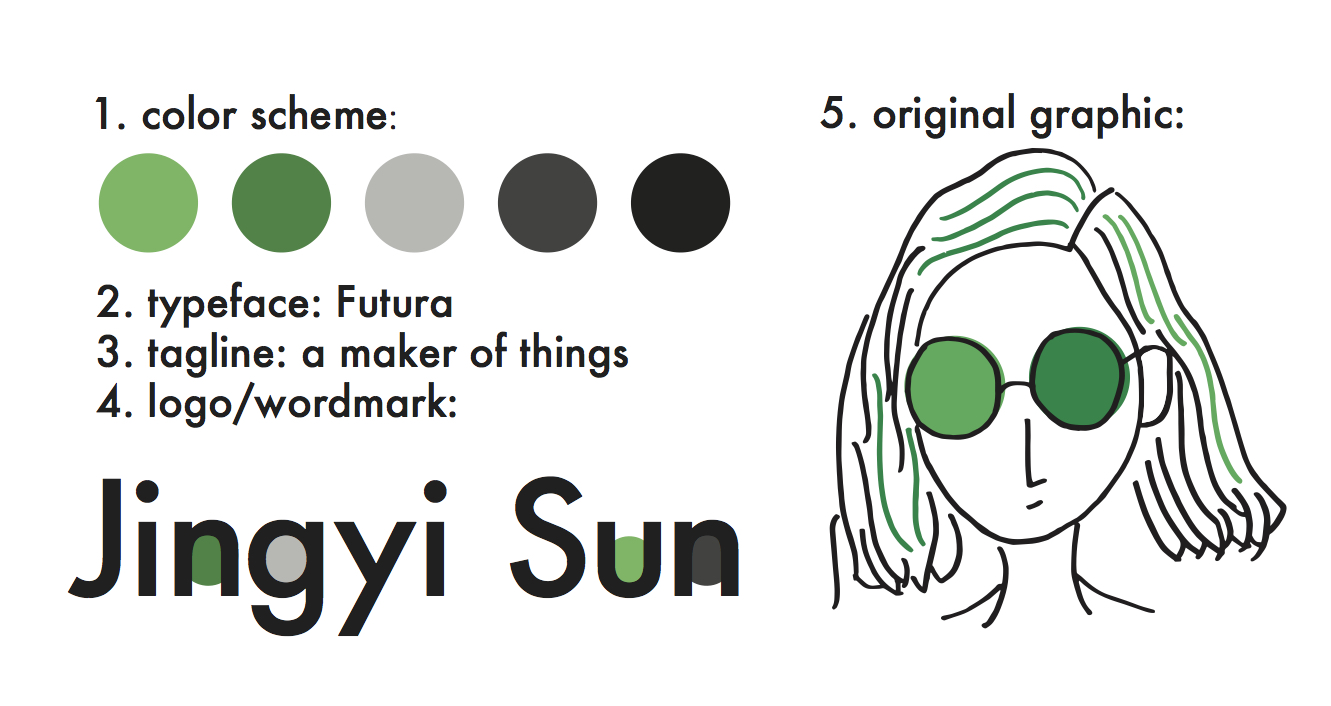 1. color scheme:
2. typeface: Futura
3. tagline: a maker of things
4. logo/wordmark:
Jingyi Sun
5. original graphic: